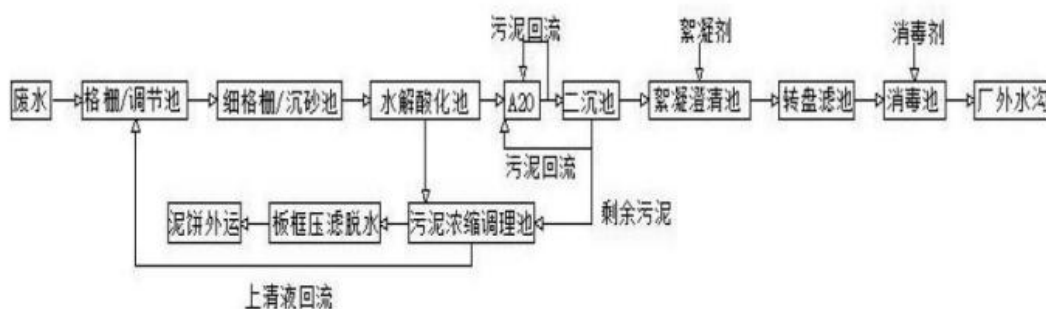 污泥回流
絮凝剂
消毒剂
废水
格栅/调节池
细格栅/沉砂池
水解酸化池
A2O
二沉池
絮凝澄清池
转盘滤池
消毒池
厂外水沟
污泥回流
剩余污泥
泥饼外运
板框压滤脱水
污泥浓缩调理池
上清液回流